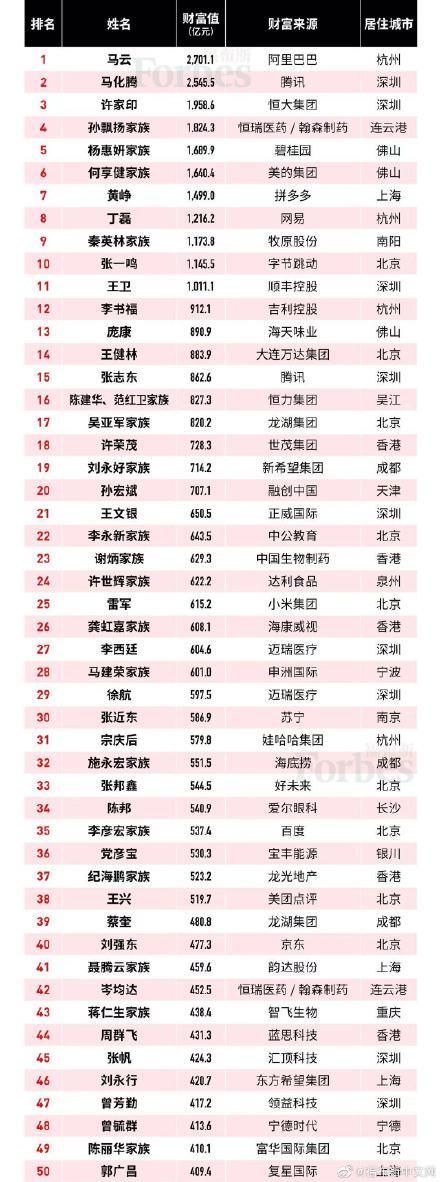 排名 姓名 财富值 财富来源 居住城市
(亿元)
1 马云 2,701.1 阿里巴巴 杭州
2 马化腾 2,545.5 腾讯 深圳
3 许家印 1,958.6 恒大集团 深圳
4 孙飘扬家族 1,824.3 恒瑞医药 / 翰森制药 连云港
5 杨惠妍家族 1,689.9 碧桂园 佛山
6 何享健家族 1,640.4 美的集团 佛山
7 黄峥 1,499.0 拼多多 上海
8 丁磊 1,216.2 网易 杭州
9 秦英林家族 1,173.8 牧原股份 南阳
10 张一鸣 1,145.5 字节跳动 北京
11 王卫 1,011.1 顺丰控股 深圳
12 李书福 912.1 吉利控股 杭州
13 庞康 890.9 海天味业 佛山
14 王健林 883.9 大连万达集团 北京
15 张志东 862.6 腾讯 深圳
16 陈建华、范红卫家族 827.3 恒力集团 吴江
17 吴亚军家族 820.2 龙湖集团 北京
18 许荣茂 728.3 世茂集团 香港
19 刘永好家族 714.2 新希望集团 成都
20 孙宏斌 707.1 融创中国 天津
21 王文银 650.5 正威国际 深圳
22 李永新家族 643.5 中公教育 北京
23 谢炳家族 629.3 中国生物制药 香港
24 许世辉家族 622.2 达利食品 泉州
25 雷军 615.2 小米集团 北京
26 龚虹嘉家族 608.1 海康威视 香港
27 李西廷 604.6 迈瑞医疗 深圳
28 马建荣家族 601.0 申洲国际 宁波
29 徐航 597.5 迈瑞医疗 深圳
30 张近东 586.9 苏宁 南京
31 宗庆后 579.8 娃哈哈集团 杭州
32 施永宏家族 551.5 海底捞 成都
33 张邦鑫 544.5 好未来 北京
34 陈邦 540.9 爱尔眼科 长沙
35 李彦宏家族 537.4 百度 北京
36 党彦宝 530.3 宝丰能源 银川
37 纪海鹏家族 523.2 龙光地产 香港
38 王兴 519.7 美团点评 北京
39 蔡奎 480.8 龙湖集团 成都
40 刘强东 477.3 京东 北京
41 聂腾云家族 459.6 韵达股份 上海
42 岑均达 452.5 恒瑞医药 / 翰森制药 连云港
43 蒋仁生家族 438.4 智飞生物 重庆
44 周群飞 431.3 蓝思科技 香港
45 张帆 424.3 汇顶科技 深圳
46 刘永行 420.7 东方希望集团 上海
47 曾芳勤 417.2 领益科技 深圳
48 曾毓群 413.6 宁德时代 宁德
49 陈丽华家族 410.1 富华国际集团 北京
50 郭广昌 409.4 复星国际 上海
Forbes
Forbes